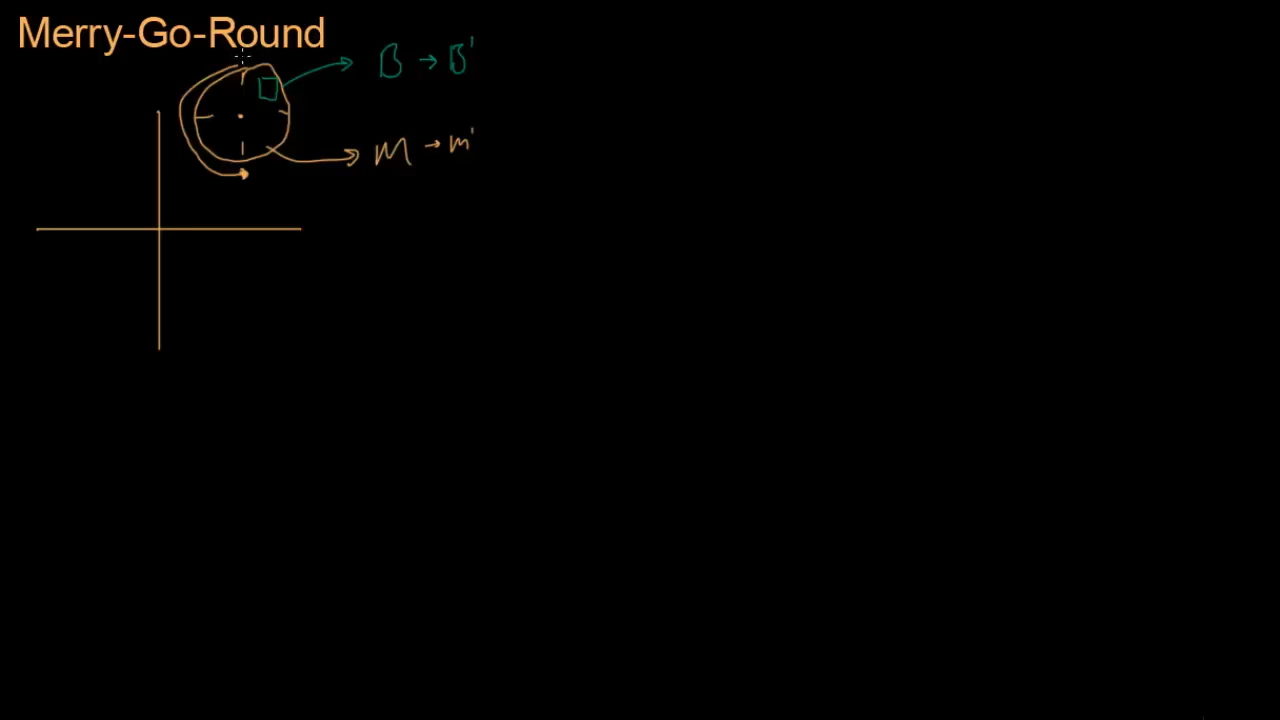 Merry-Go-Round
B → B'
M → m'